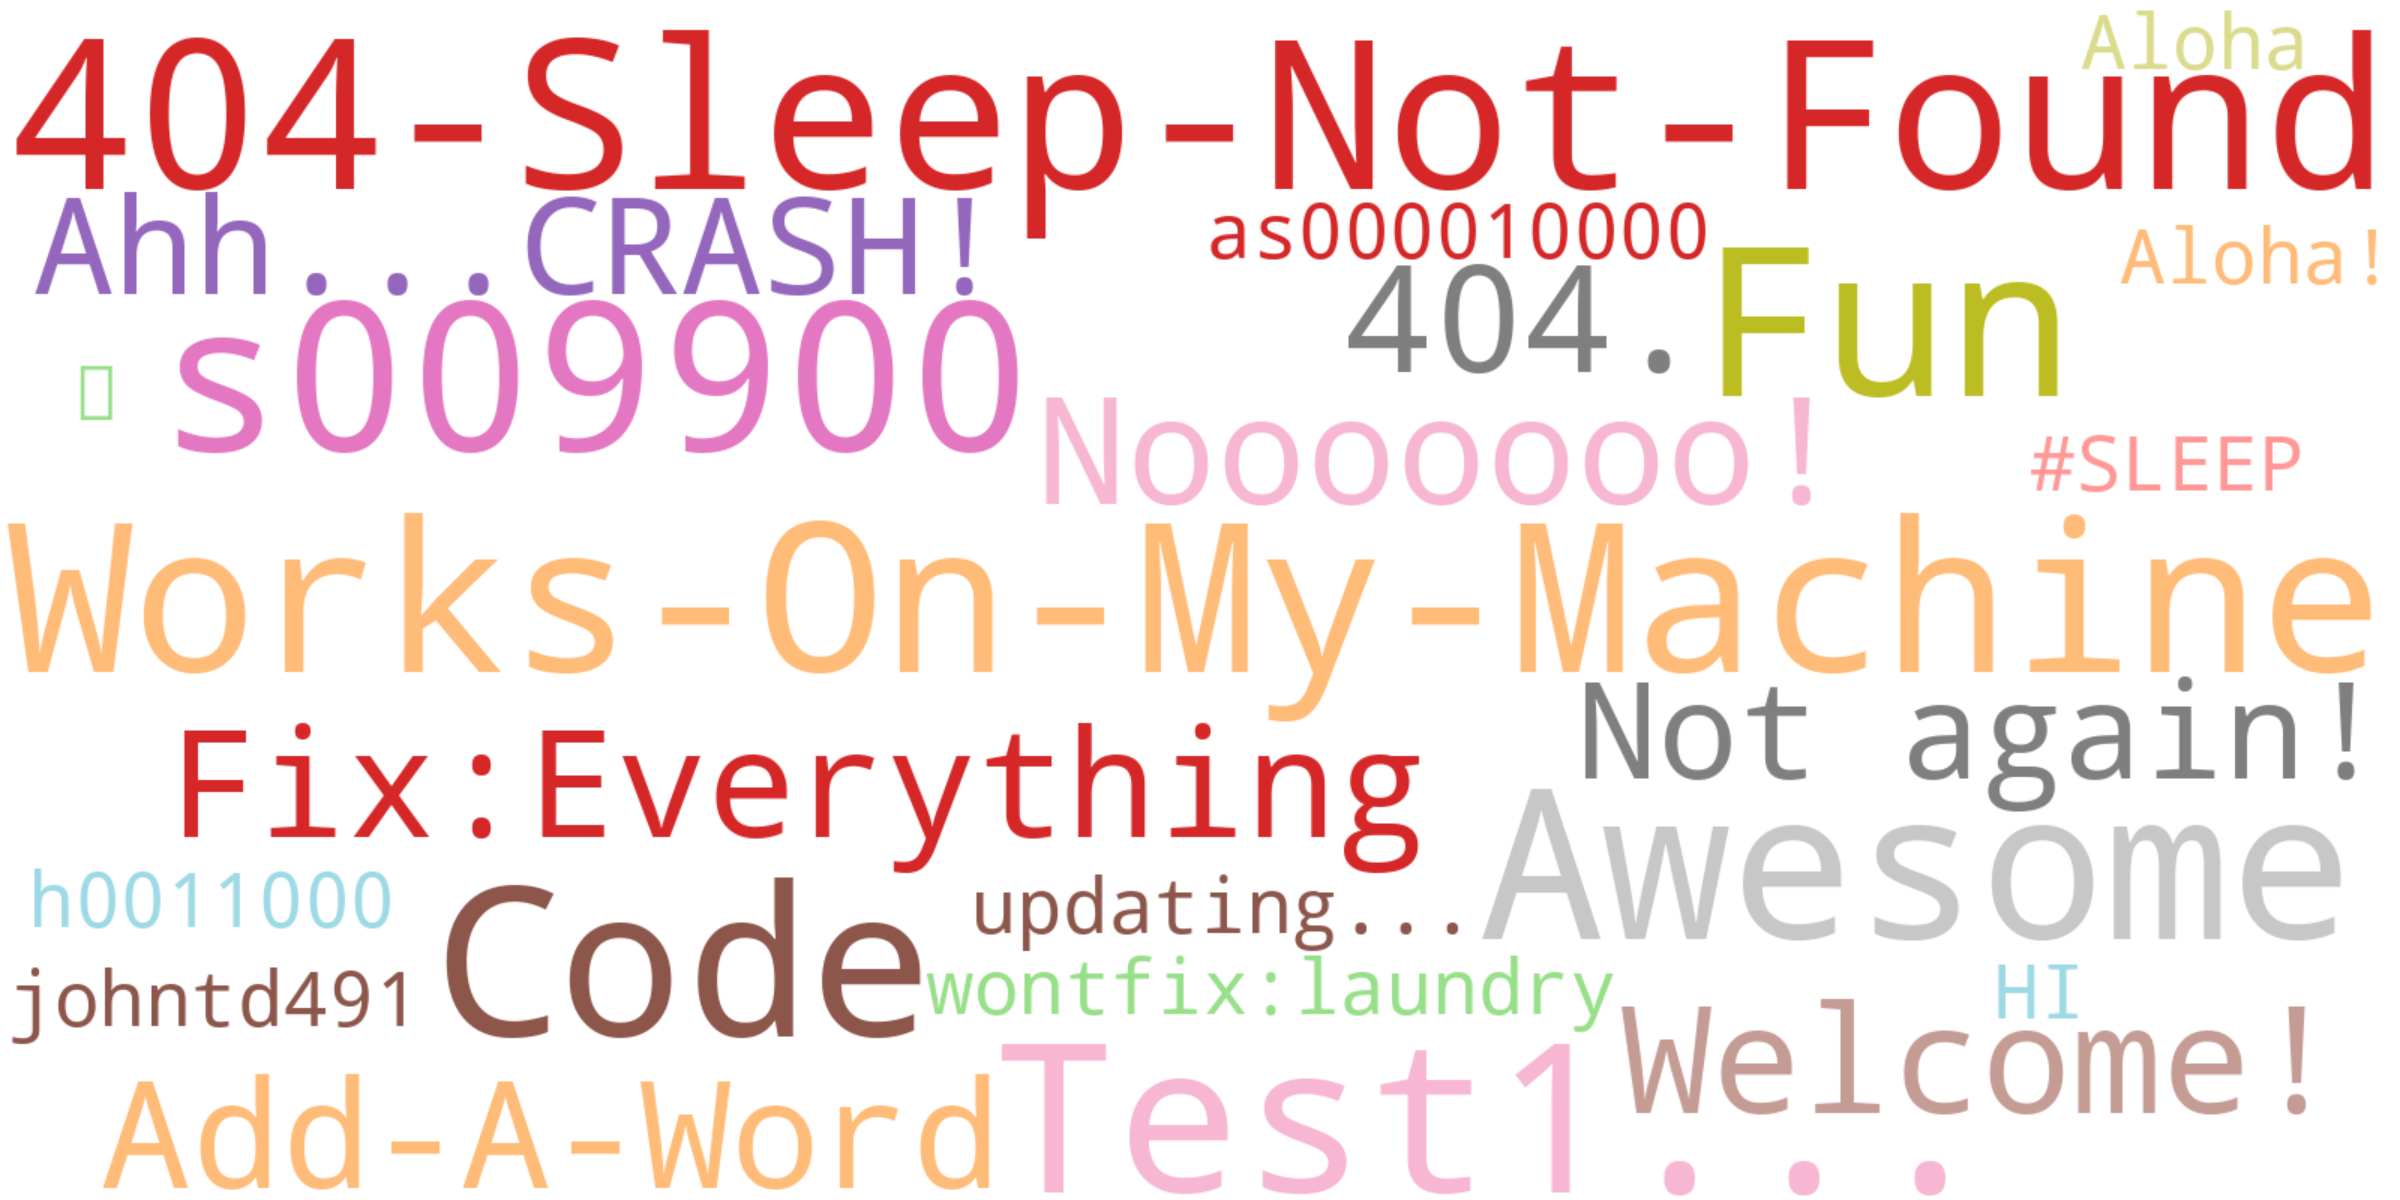 Aloha
404-Sleep-Not-Found
Ahh...CRASH!
as000010000
Aloha!
404.
Fun
s009900
Nooooooo!
#SLEEP
Works-On-My-Machine
Not again!
Fix:Everything
Awesome
h0011000
Code
updating...
johntd491
wontfix:laundry
HI
Welcome!
Add-A-Word
Test1...